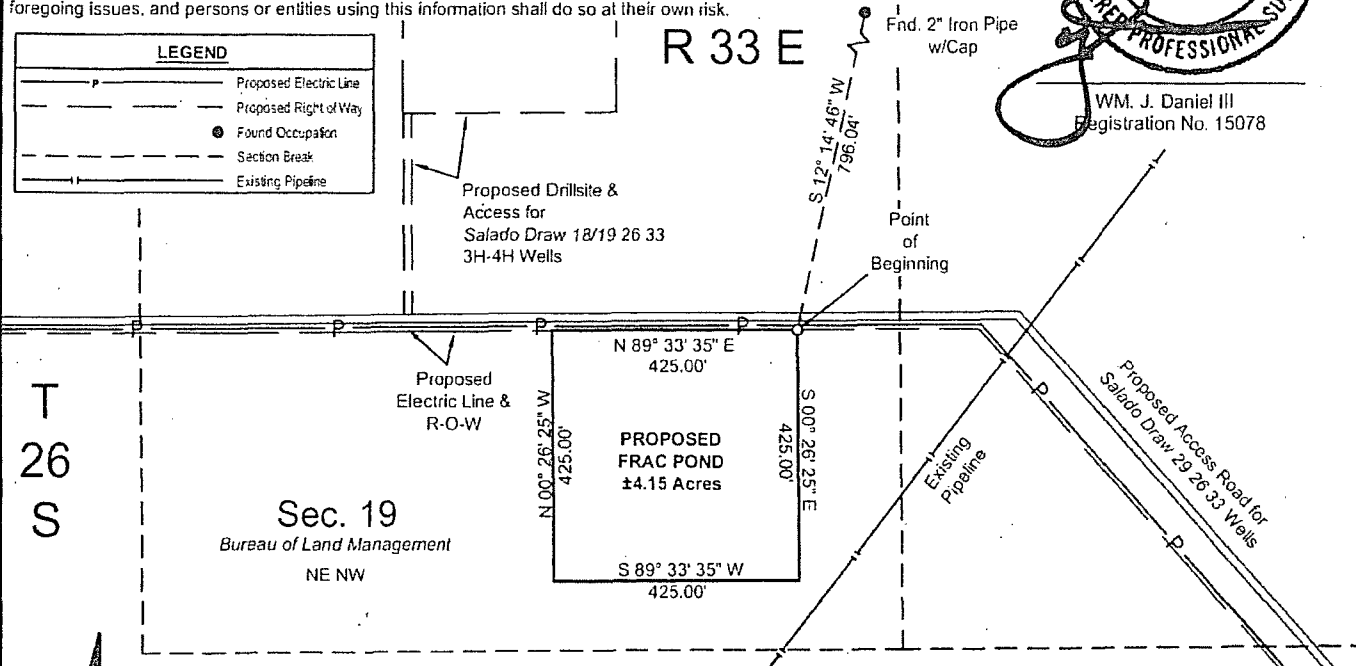 foregoing issues, and persons or entities using this information shall do so at their own risk.
LEGEND
P
Proposed Electric Line
Proposed Right of Way
Found Occupation
Section Break
Existing Pipeline
R 33 E
Fnd. 2" Iron Pipe
w/Cap
PROFESSIONAL
WM. J. Daniel III
Registration No. 15078
S 12° 14' 46" W
796.04'
Proposed Drillsite &
Access for
Salado Draw 18/19 26 33
3H-4H Wells
Point
of
Beginning
P
P
P
P
N 89° 33' 35" E
425.00'
Proposed
Electric Line &
R-O-W
N 00° 26' 25" W
425.00'
PROPOSED
FRAC POND
±4.15 Acres
S 00° 26' 25" E
425.00'
S 89° 33' 35" W
425.00'
T
26
S
Sec. 19
Bureau of Land Management
NE NW
Existing
Pipeline
P
P
Proposed Access Road for
Salado Draw 29 26 33 Wells